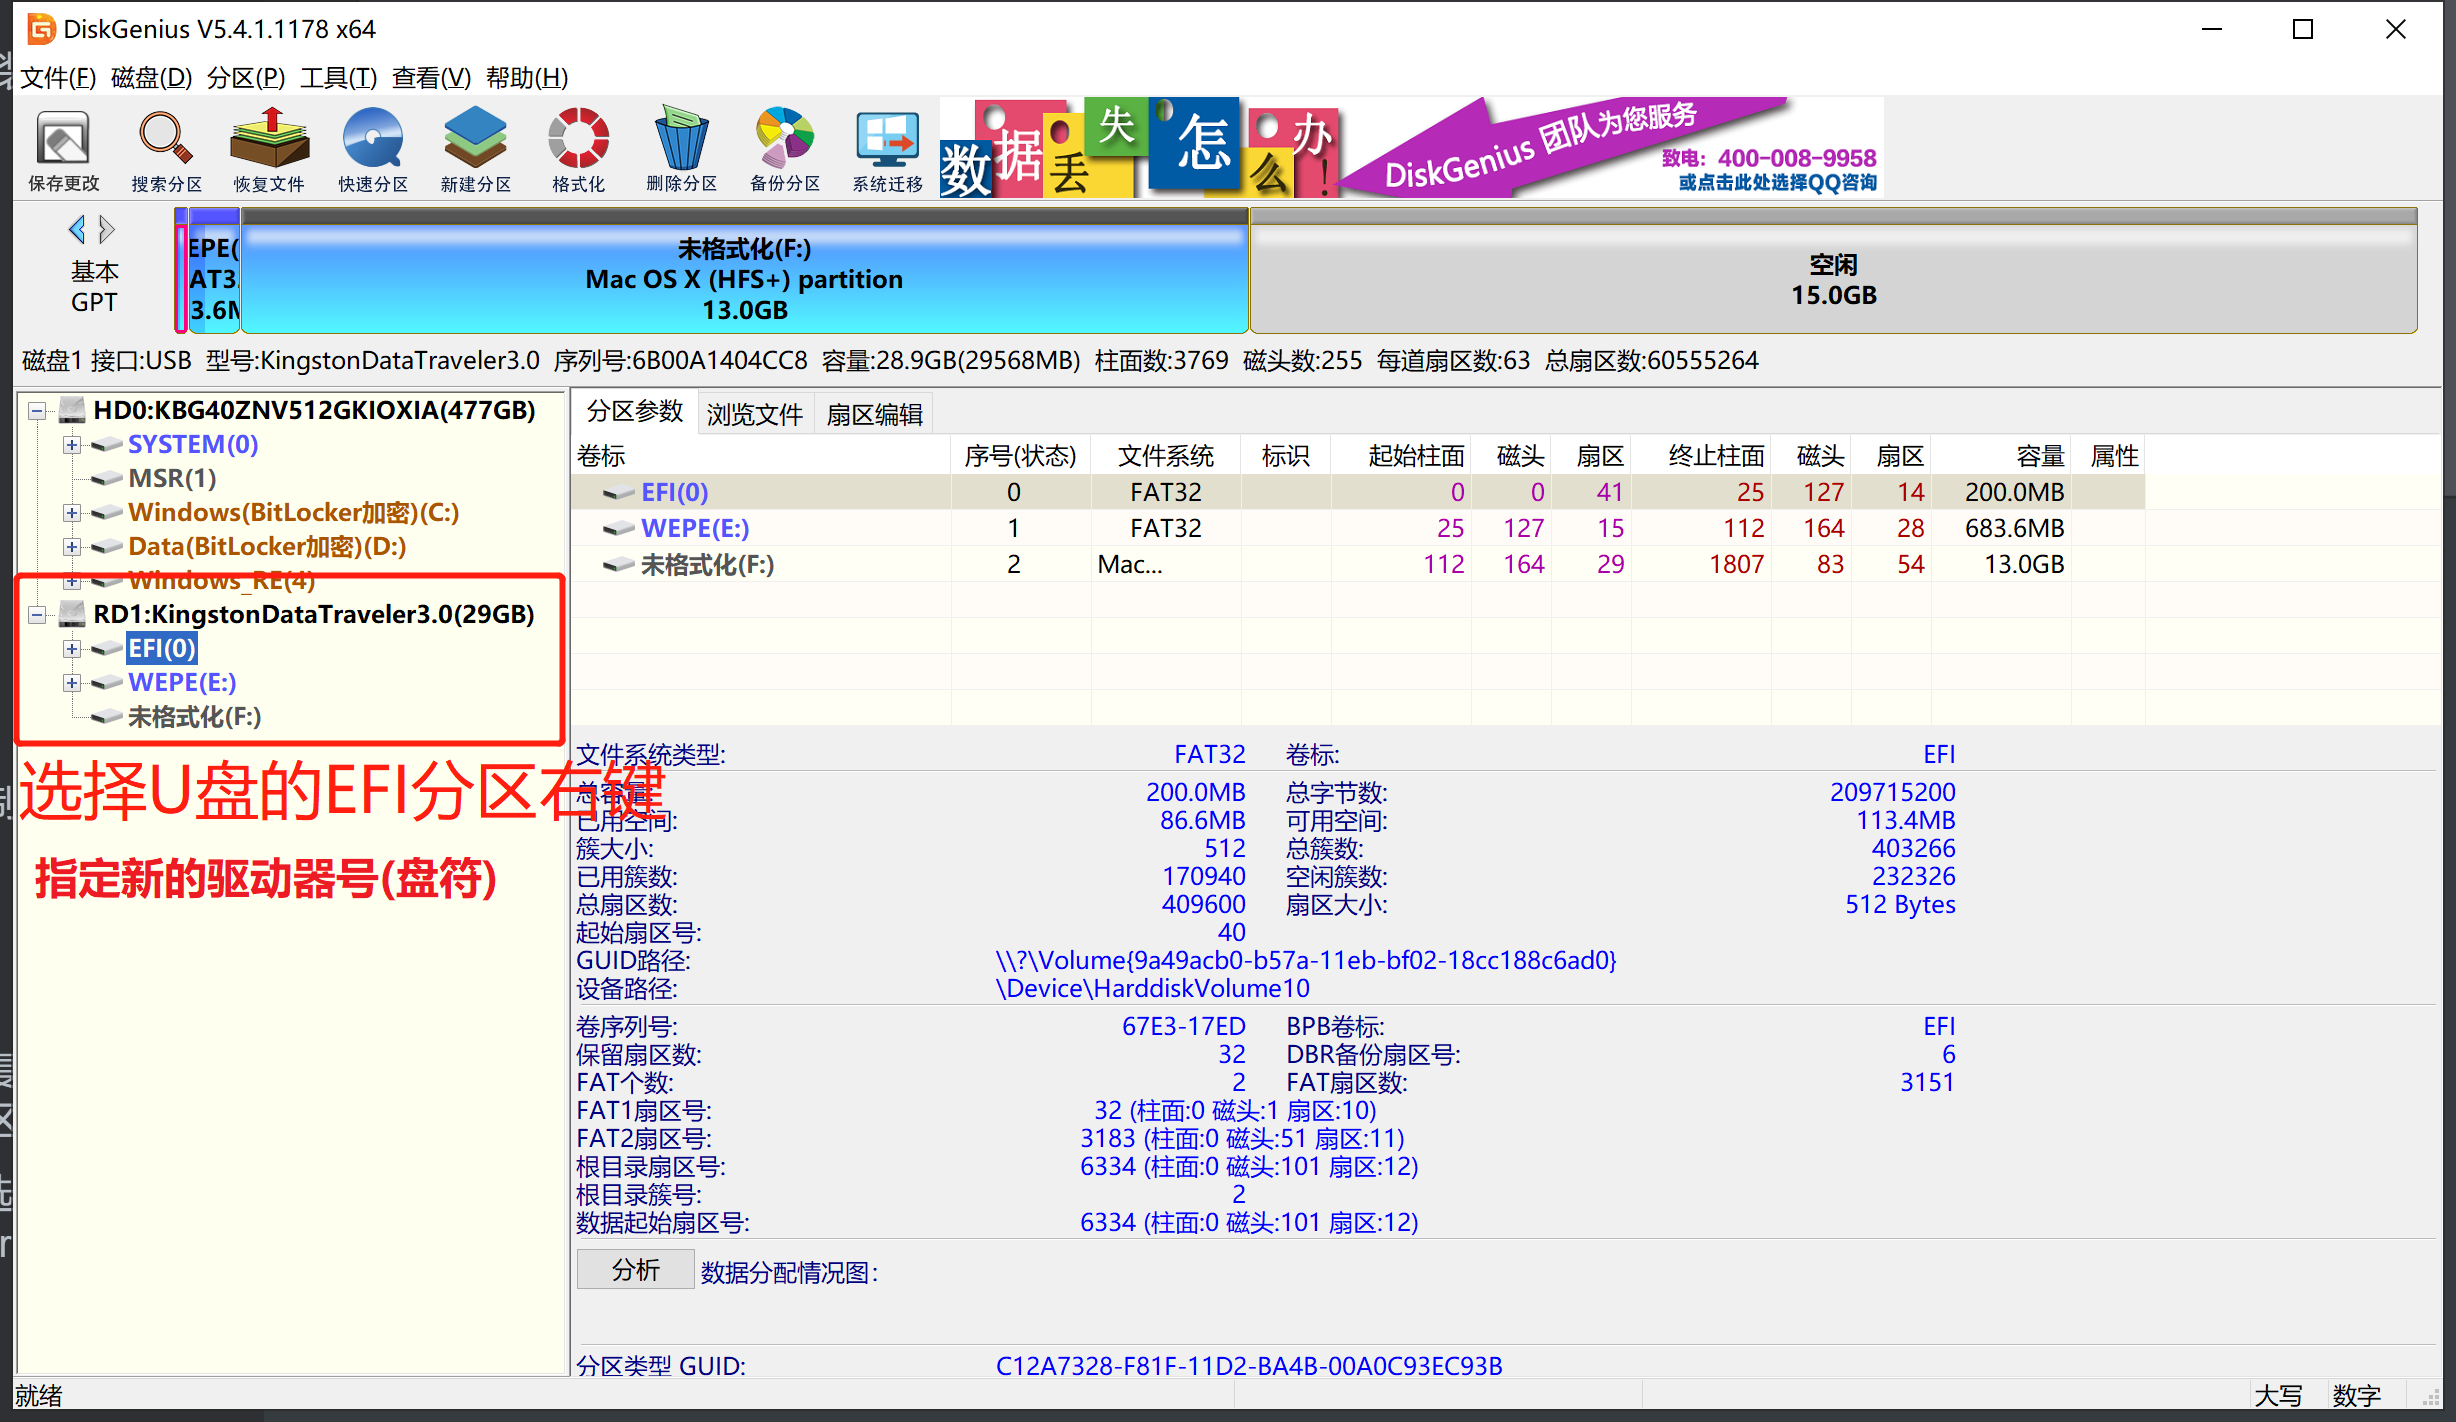 DiskGenius V5.4.1.1178 x64
文件(F) 磁盘(D) 分区(P) 工具(T) 查看(V) 帮助(H)
保存更改 搜索分区 恢复文件 快速分区 新建分区 格式化 删除分区 备份分区 系统迁移
数据丢失怎么办!
DiskGenius 团队为您服务
致电：400-008-9958
或点击此处选择QQ咨询
基本
GPT
EPE(
AT3
3.6M
未格式化(F:)
Mac OS X (HFS+) partition
13.0GB
空闲
15.0GB
磁盘1 接口:USB 型号:KingstonDataTraveler3.0 序列号:6B00A1404CC8 容量:28.9GB(29568MB) 柱面数:3769 磁头数:255 每道扇区数:63 总扇区数:60555264
HD0:KBG40ZNV512GKIOXIA(477GB)
SYSTEM(0)
MSR(1)
Windows(BitLocker加密)(C:)
Data(BitLocker加密)(D:)
Windows_RE(4)
RD1:KingstonDataTraveler3.0(29GB)
EFI(0)
WEPE(E:)
未格式化(F:)
选择U盘的EFI分区右键
指定新的驱动器号(盘符)
分区参数 浏览文件 扇区编辑
卷标 序号(状态) 文件系统 标识 起始柱面 磁头 扇区 终止柱面 磁头 扇区 容量 属性
EFI(0) 0 FAT32 0 0 41 25 127 14 200.0MB
WEPE(E:) 1 FAT32 25 127 15 112 164 28 683.6MB
未格式化(F:) 2 Mac... 112 164 29 1807 83 54 13.0GB
文件系统类型: FAT32 卷标: EFI
总容量: 200.0MB 总字节数: 209715200
已用空间: 86.6MB 可用空间: 113.4MB
簇大小: 512 总簇数: 403266
已用簇数: 170940 空闲簇数: 232326
总扇区数: 409600 扇区大小: 512 Bytes
起始扇区号: 40
GUID路径: \\?\Volume{9a49acb0-b57a-11eb-bf02-18cc188c6ad0}
设备路径: \Device\HarddiskVolume10
卷序列号: 67E3-17ED BPB卷标: EFI
保留扇区数: 32 DBR备份扇区号: 6
FAT个数: 2 FAT扇区数: 3151
FAT1扇区号: 32 (柱面:0 磁头:1 扇区:10)
FAT2扇区号: 3183 (柱面:0 磁头:51 扇区:11)
根目录扇区号: 6334 (柱面:0 磁头:101 扇区:12)
根目录簇号: 2
数据起始扇区号: 6334 (柱面:0 磁头:101 扇区:12)
分析 数据分配情况图:
分区类型 GUID: C12A7328-F81F-11D2-BA4B-00A0C93EC93B
就绪 大写 数字